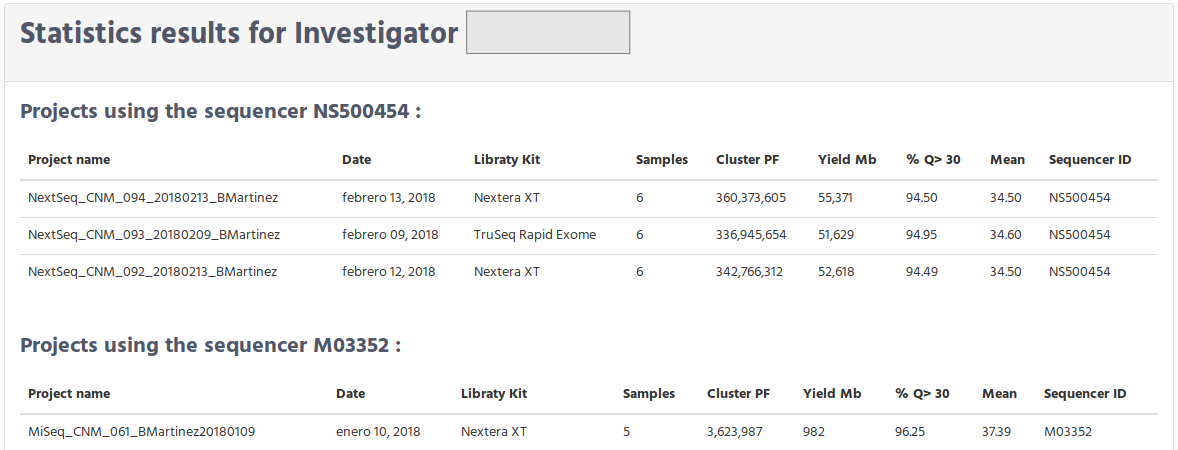 Statistics results for Investigator
Projects using the sequencer NS500454 :
Project name Date Libraty Kit Samples Cluster PF Yield Mb % Q> 30 Mean Sequencer ID
NextSeq_CNM_094_20180213_BMartinez febrero 13, 2018 Nextera XT 6 360,373,605 55,371 94.50 34.50 NS500454
NextSeq_CNM_093_20180209_BMartinez febrero 09, 2018 TruSeq Rapid Exome 6 336,945,654 51,629 94.95 34.60 NS500454
NextSeq_CNM_092_20180213_BMartinez febrero 12, 2018 Nextera XT 6 342,766,312 52,618 94.49 34.50 NS500454
Projects using the sequencer M03352 :
Project name Date Libraty Kit Samples Cluster PF Yield Mb % Q> 30 Mean Sequencer ID
MiSeq_CNM_061_BMartinez20180109 enero 10, 2018 Nextera XT 5 3,623,987 982 96.25 37.39 M03352